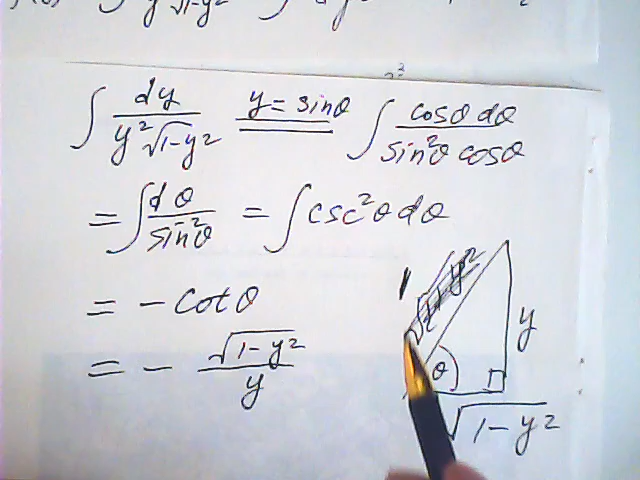 ∫ dy / y²√1-y² y = sinθ ∫ cosθ dθ / sin²θ cosθ
= ∫ dθ / sin²θ = ∫ csc²θ dθ
= - cotθ
= - √1-y² / y
1
y
θ
√1-y²